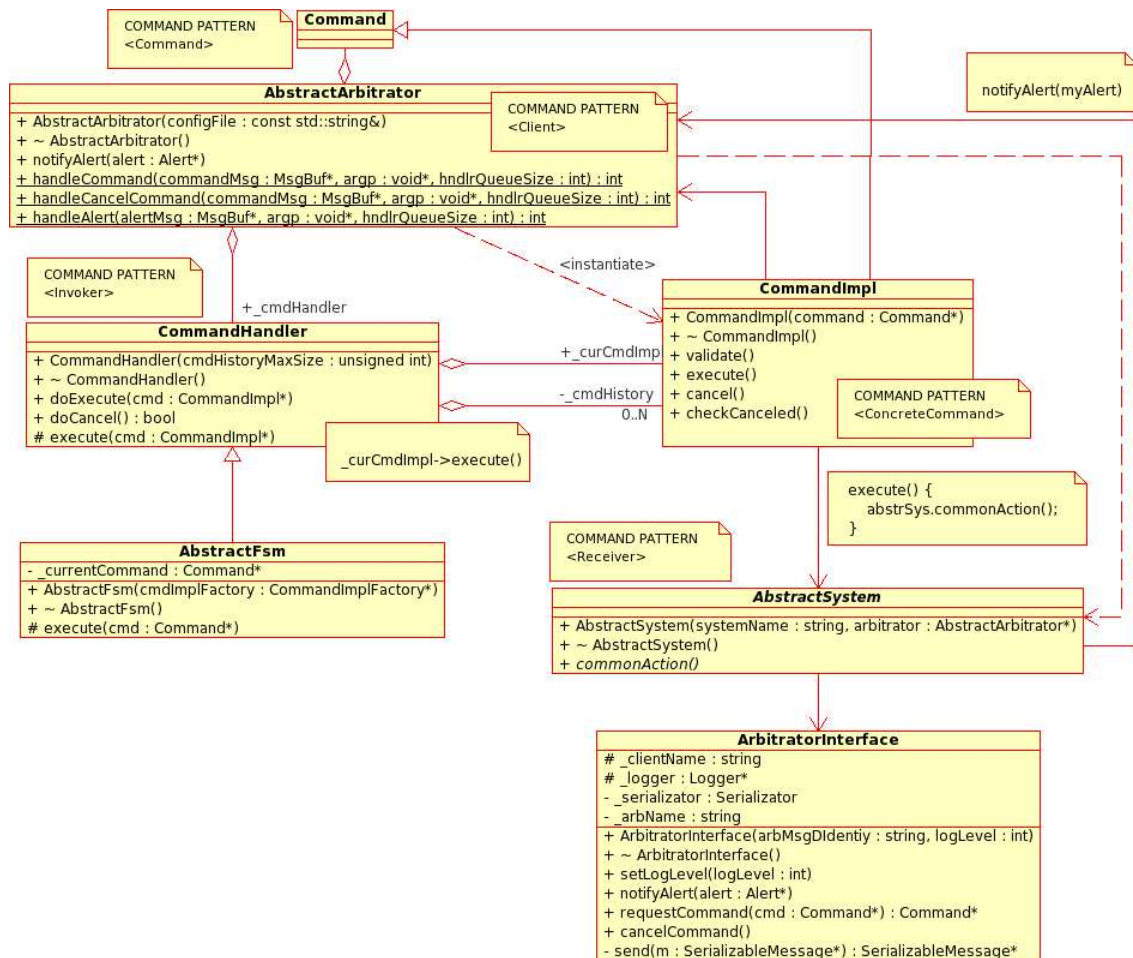 COMMAND PATTERN
<Command>
Command
AbstractArbitrator
+ AbstractArbitrator(configFile : const std::string&)
+ ~ AbstractArbitrator()
+ notifyAlert(alert : Alert*)
+ handleCommand(commandMsg : MsgBuf*, argp : void*, hndlrQueueSize : int) : int
+ handleCancelCommand(commandMsg : MsgBuf*, argp : void*, hndlrQueueSize : int) : int
+ handleAlert(alertMsg : MsgBuf*, argp : void*, hndlrQueueSize : int) : int
COMMAND PATTERN
<Client>
notifyAlert(myAlert)
COMMAND PATTERN
<Invoker>
+_cmdHandler
<instantiate>
CommandHandler
+ CommandHandler(cmdHistoryMaxSize : unsigned int)
+ ~ CommandHandler()
+ doExecute(cmd : CommandImpl*)
+ doCancel() : bool
# execute(cmd : CommandImpl*)
_curCmdImpl->execute()
+_curCmdImp
-_cmdHistory
0..N
CommandImpl
+ CommandImpl(command : Command*)
+ ~ CommandImpl()
+ validate()
+ execute()
+ cancel()
+ checkCanceled()
COMMAND PATTERN
<ConcreteCommand>
execute() {
abstrSys.commonAction();
}
AbstractFsm
- _currentCommand : Command*
+ AbstractFsm(cmdImplFactory : CommandImplFactory*)
+ ~ AbstractFsm()
# execute(cmd : Command*)
COMMAND PATTERN
<Receiver>
AbstractSystem
+ AbstractSystem(systemName : string, arbitrator : AbstractArbitrator*)
+ ~ AbstractSystem()
+ commonAction()
ArbitratorInterface
# _clientName : string
# _logger : Logger*
- _serializator : Serializator
- _arbName : string
+ ArbitratorInterface(arbMsgDIdentiy : string, logLevel : int)
+ ~ ArbitratorInterface()
+ setLogLevel(logLevel : int)
+ notifyAlert(alert : Alert*)
+ requestCommand(cmd : Command*) : Command*
+ cancelCommand()
- send(m : SerializableMessage*) : SerializableMessage*